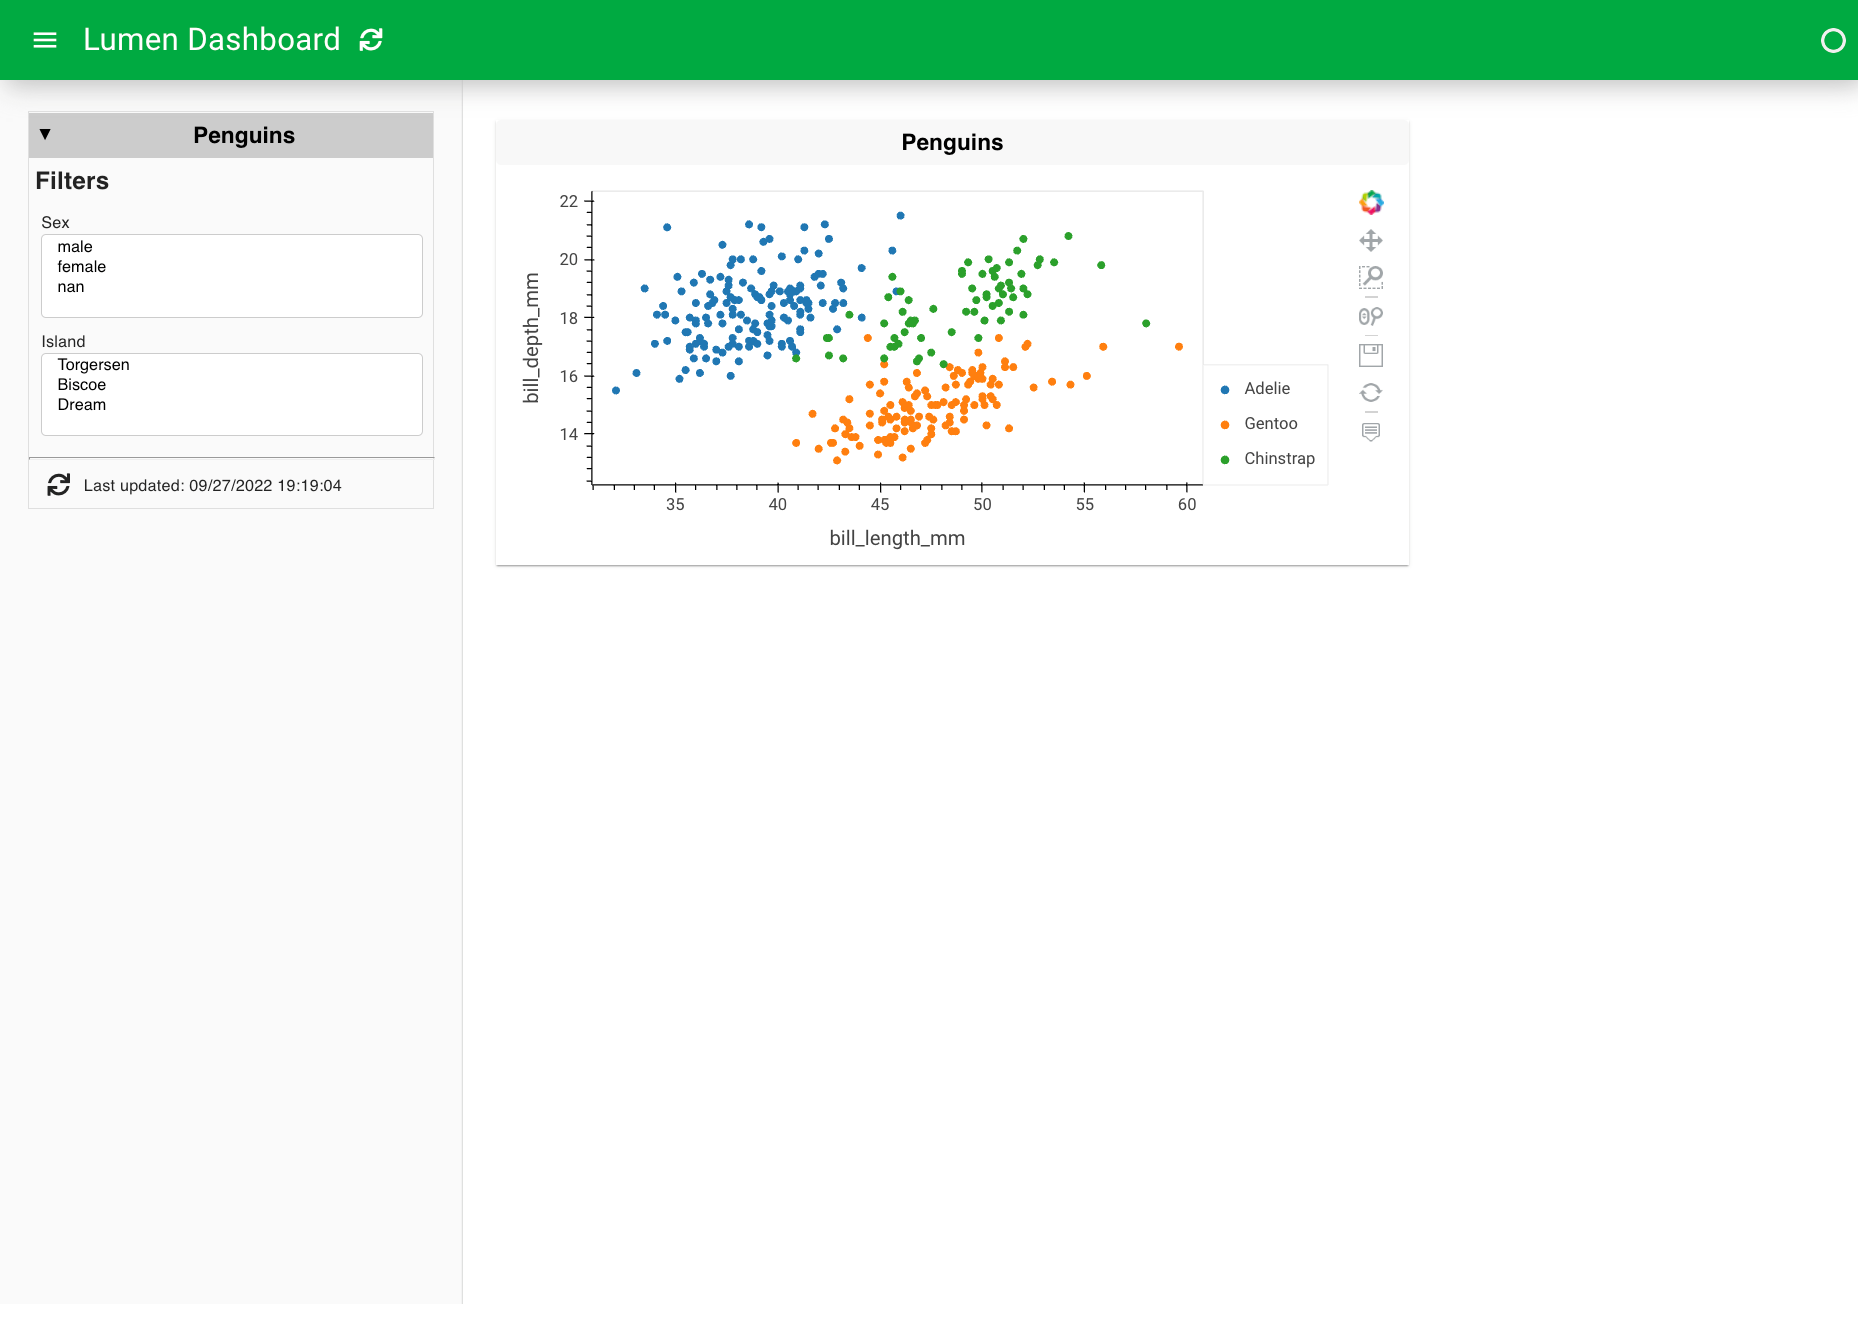 Lumen Dashboard
Penguins
Filters
Sex
male
female
nan
Island
Torgersen
Biscoe
Dream
Last updated: 09/27/2022 19:19:04
Penguins
22
20
18
16
14
bill_depth_mm
35 40 45 50 55 60
bill_length_mm
Adelie
Gentoo
Chinstrap